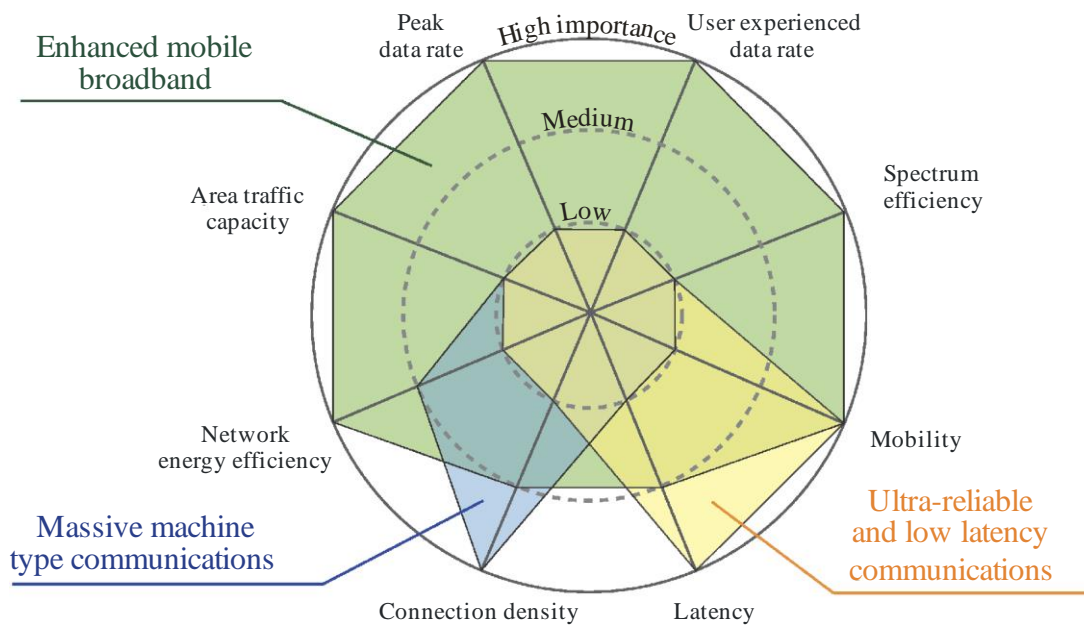 Peak
data rate
High importance
User experienced
data rate
Enhanced mobile
broadband
Medium
Area traffic
capacity
Spectrum
efficiency
Low
Network
energy efficiency
Mobility
Massive machine
type communications
Ultra-reliable
and low latency
communications
Connection density
Latency